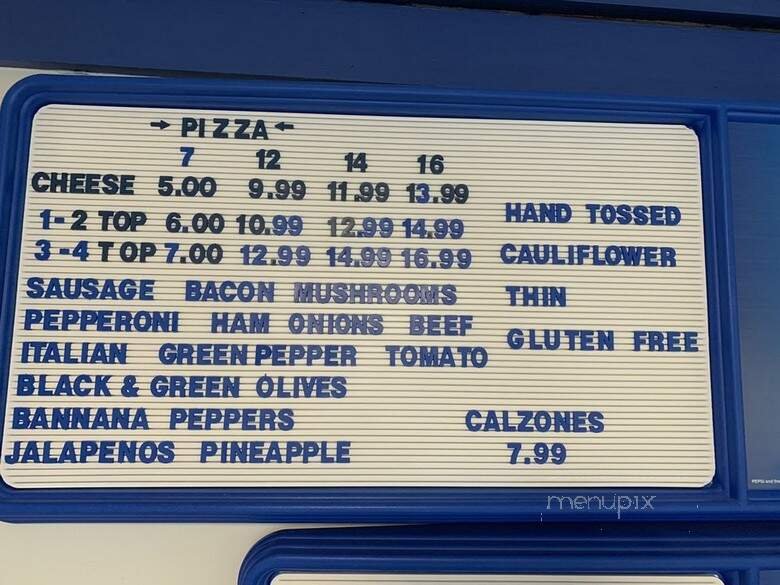 → PIZZA ←
7 12 14 16
CHEESE 5.00 9.99 11.99 13.99
1-2 TOP 6.00 10.99 12.99 14.99
3-4 TOP 7.00 12.99 14.99 16.99
HAND TOSSED
CAULIFLOWER
THIN
GLUTEN FREE
SAUSAGE BACON MUSHROOMS
PEPPERONI HAM ONIONS BEEF
ITALIAN GREEN PEPPER TOMATO
BLACK & GREEN OLIVES
BANNANA PEPPERS
JALAPENOS PINEAPPLE
CALZONES
7.99
menupix